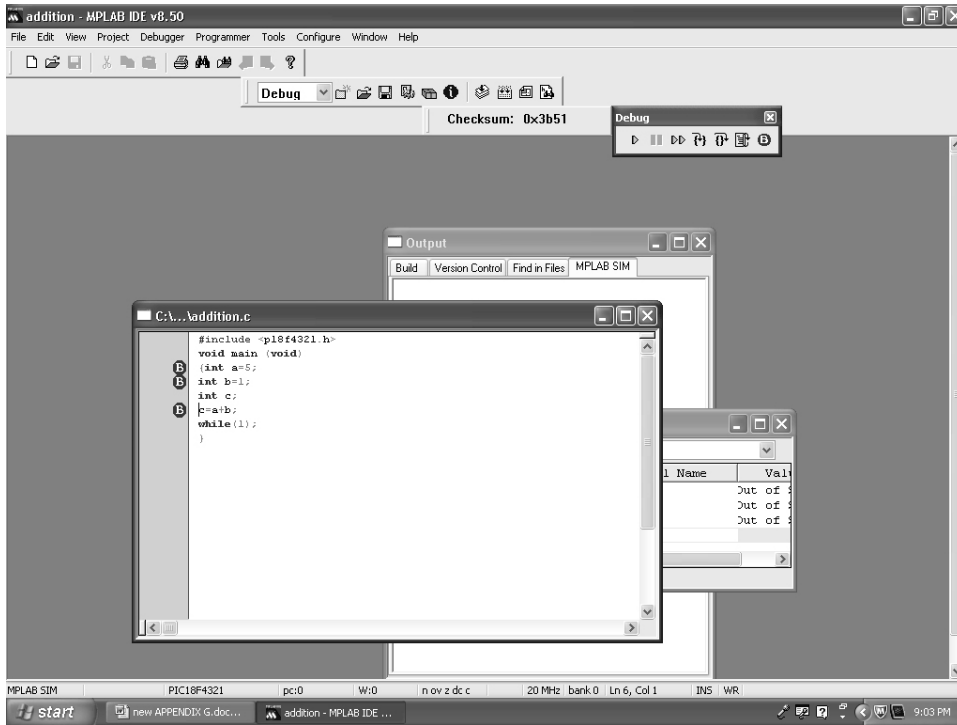 addition - MPLAB IDE v8.50
File Edit View Project Debugger Programmer Tools Configure Window Help
Debug
Checksum: 0x3b51
Debug
Output
Build Version Control Find in Files MPLAB SIM
C:\...\addition.c
#include <p18f4321.h>
void main (void)
B {int a=5;
B int b=1;
int c;
B c=a+b;
while(1);
}
l Name Valu
Out of S
Out of S
Out of S
MPLAB SIM PIC18F4321 pc:0 W:0 n ov z dc c 20 MHz bank 0 Ln 6, Col 1 INS WR
start new APPENDIX G.doc... addition - MPLAB IDE ... 9:03 PM